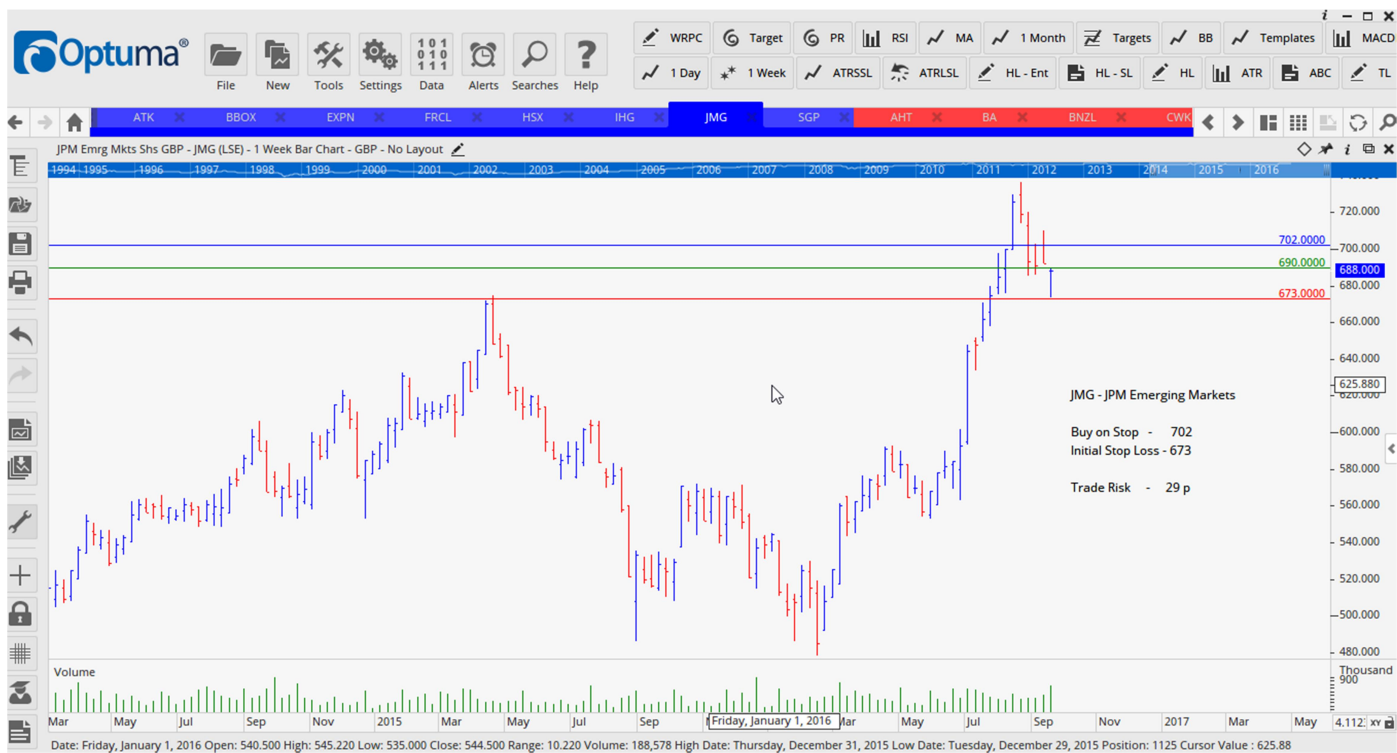 Optuma®
File New Tools Settings Data Alerts Searches Help
WRPC Target PR RSI MA 1 Month Targets BB Templates MACD
1 Day 1 Week ATRSSL ATRLSL HL - Ent HL - SL HL ATR ABC TL
ATK BBOX EXPN FRCL HSX IHG JMG SGP AHT BA BNZL CWK
JPM Emrg Mkts Shs GBP - JMG (LSE) - 1 Week Bar Chart - GBP - No Layout
1994 1995 1996 1997 1998 1999 2000 2001 2002 2003 2004 2005 2006 2007 2008 2009 2010 2011 2012 2013 2014 2015 2016
720.000
702.0000
700.000
690.0000
688.000
680.000
673.0000
660.000
640.000
625.880
620.000
JMG - JPM Emerging Markets
Buy on Stop - 702
600.000
Initial Stop Loss - 673
580.000
Trade Risk - 29 p
560.000
540.000
520.000
500.000
480.000
Volume
Thousand
900
Mar May Jul Sep Nov 2015 Mar May Jul Sep Friday, January 1, 2016 Mar May Jul Sep Nov 2017 Mar May 4.112 XY
Date: Friday, January 1, 2016 Open: 540.500 High: 545.220 Low: 535.000 Close: 544.500 Range: 10.220 Volume: 188,578 High Date: Thursday, December 31, 2015 Low Date: Tuesday, December 29, 2015 Position: 1125 Cursor Value : 625.88